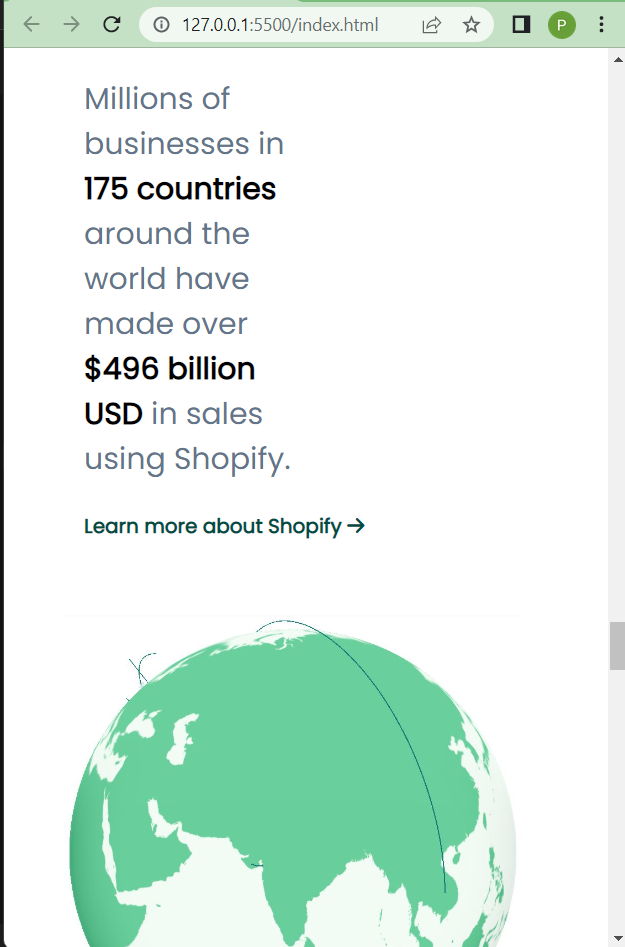 127.0.0.1:5500/index.html
P
Millions of
businesses in
175 countries
around the
world have
made over
$496 billion
USD in sales
using Shopify.
Learn more about Shopify →